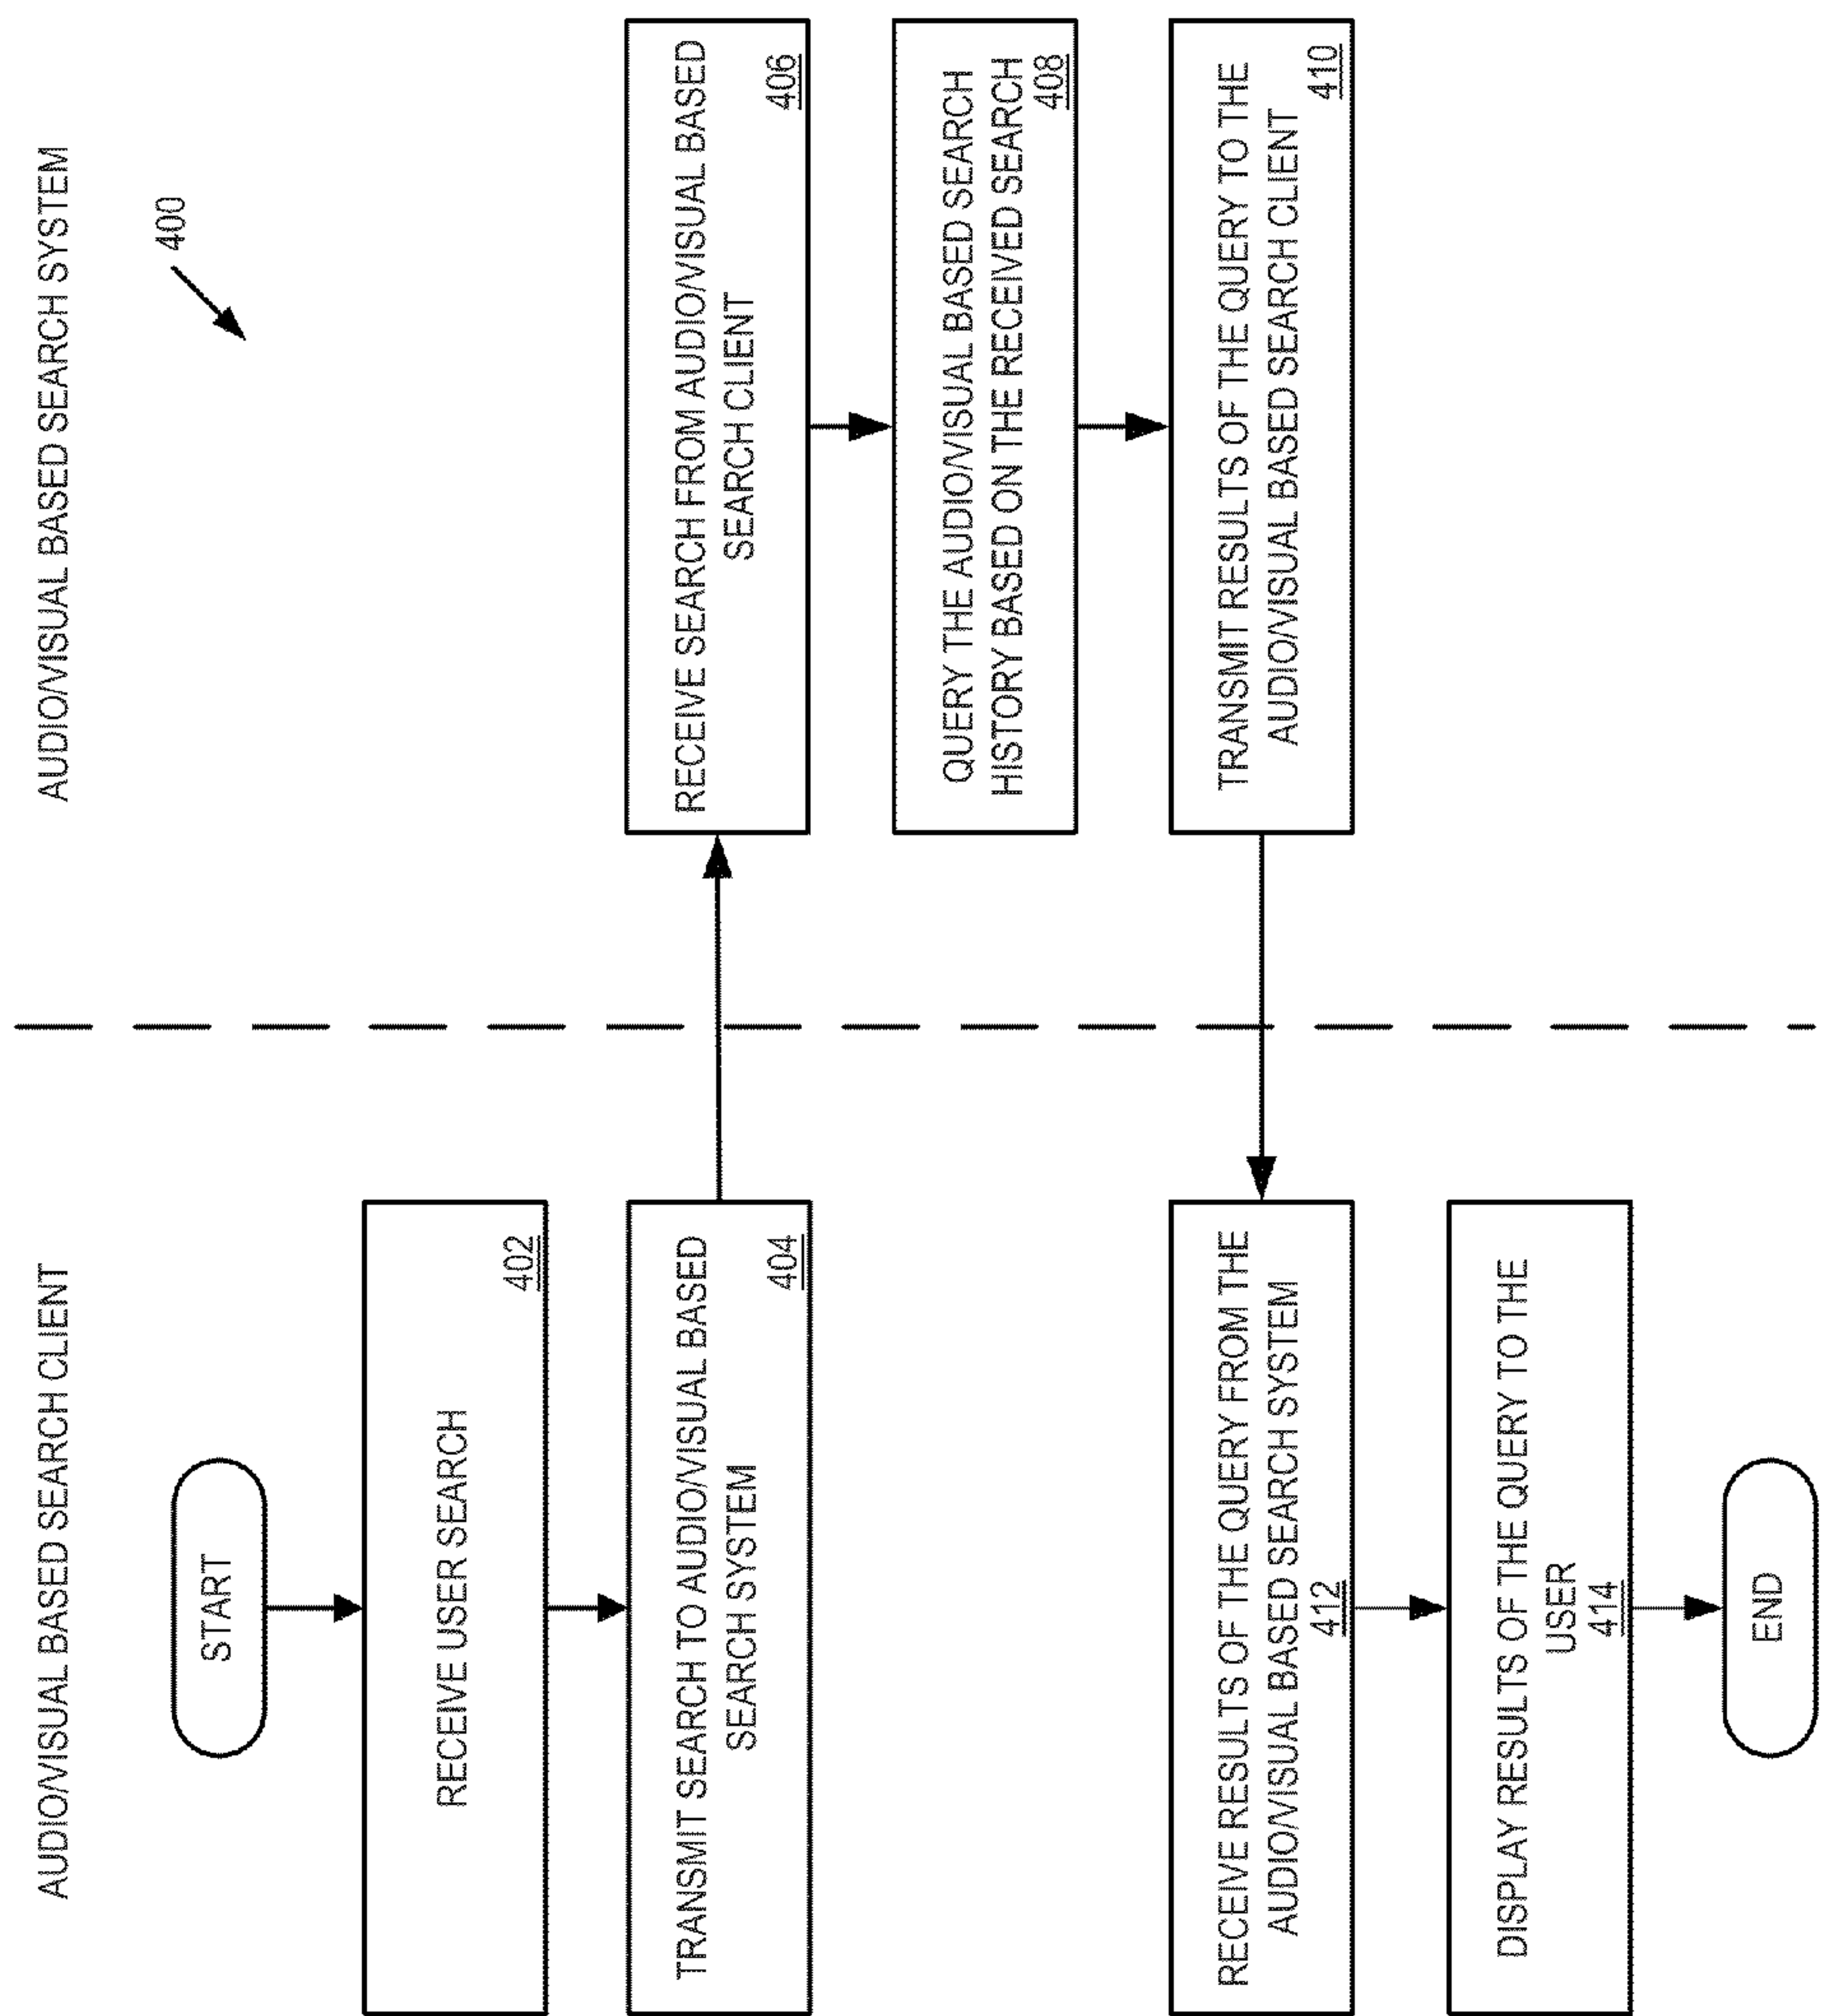 AUDIO/VISUAL BASED SEARCH CLIENT
AUDIO/VISUAL BASED SEARCH SYSTEM
400
START
RECEIVE USER SEARCH
402
TRANSMIT SEARCH TO AUDIO/VISUAL BASED
SEARCH SYSTEM
404
RECEIVE SEARCH FROM AUDIO/VISUAL BASED
SEARCH CLIENT
406
QUERY THE AUDIO/VISUAL BASED SEARCH
HISTORY BASED ON THE RECEIVED SEARCH
408
TRANSMIT RESULTS OF THE QUERY TO THE
AUDIO/VISUAL BASED SEARCH CLIENT
410
RECEIVE RESULTS OF THE QUERY FROM THE
AUDIO/VISUAL BASED SEARCH SYSTEM
412
DISPLAY RESULTS OF THE QUERY TO THE
USER
414
END